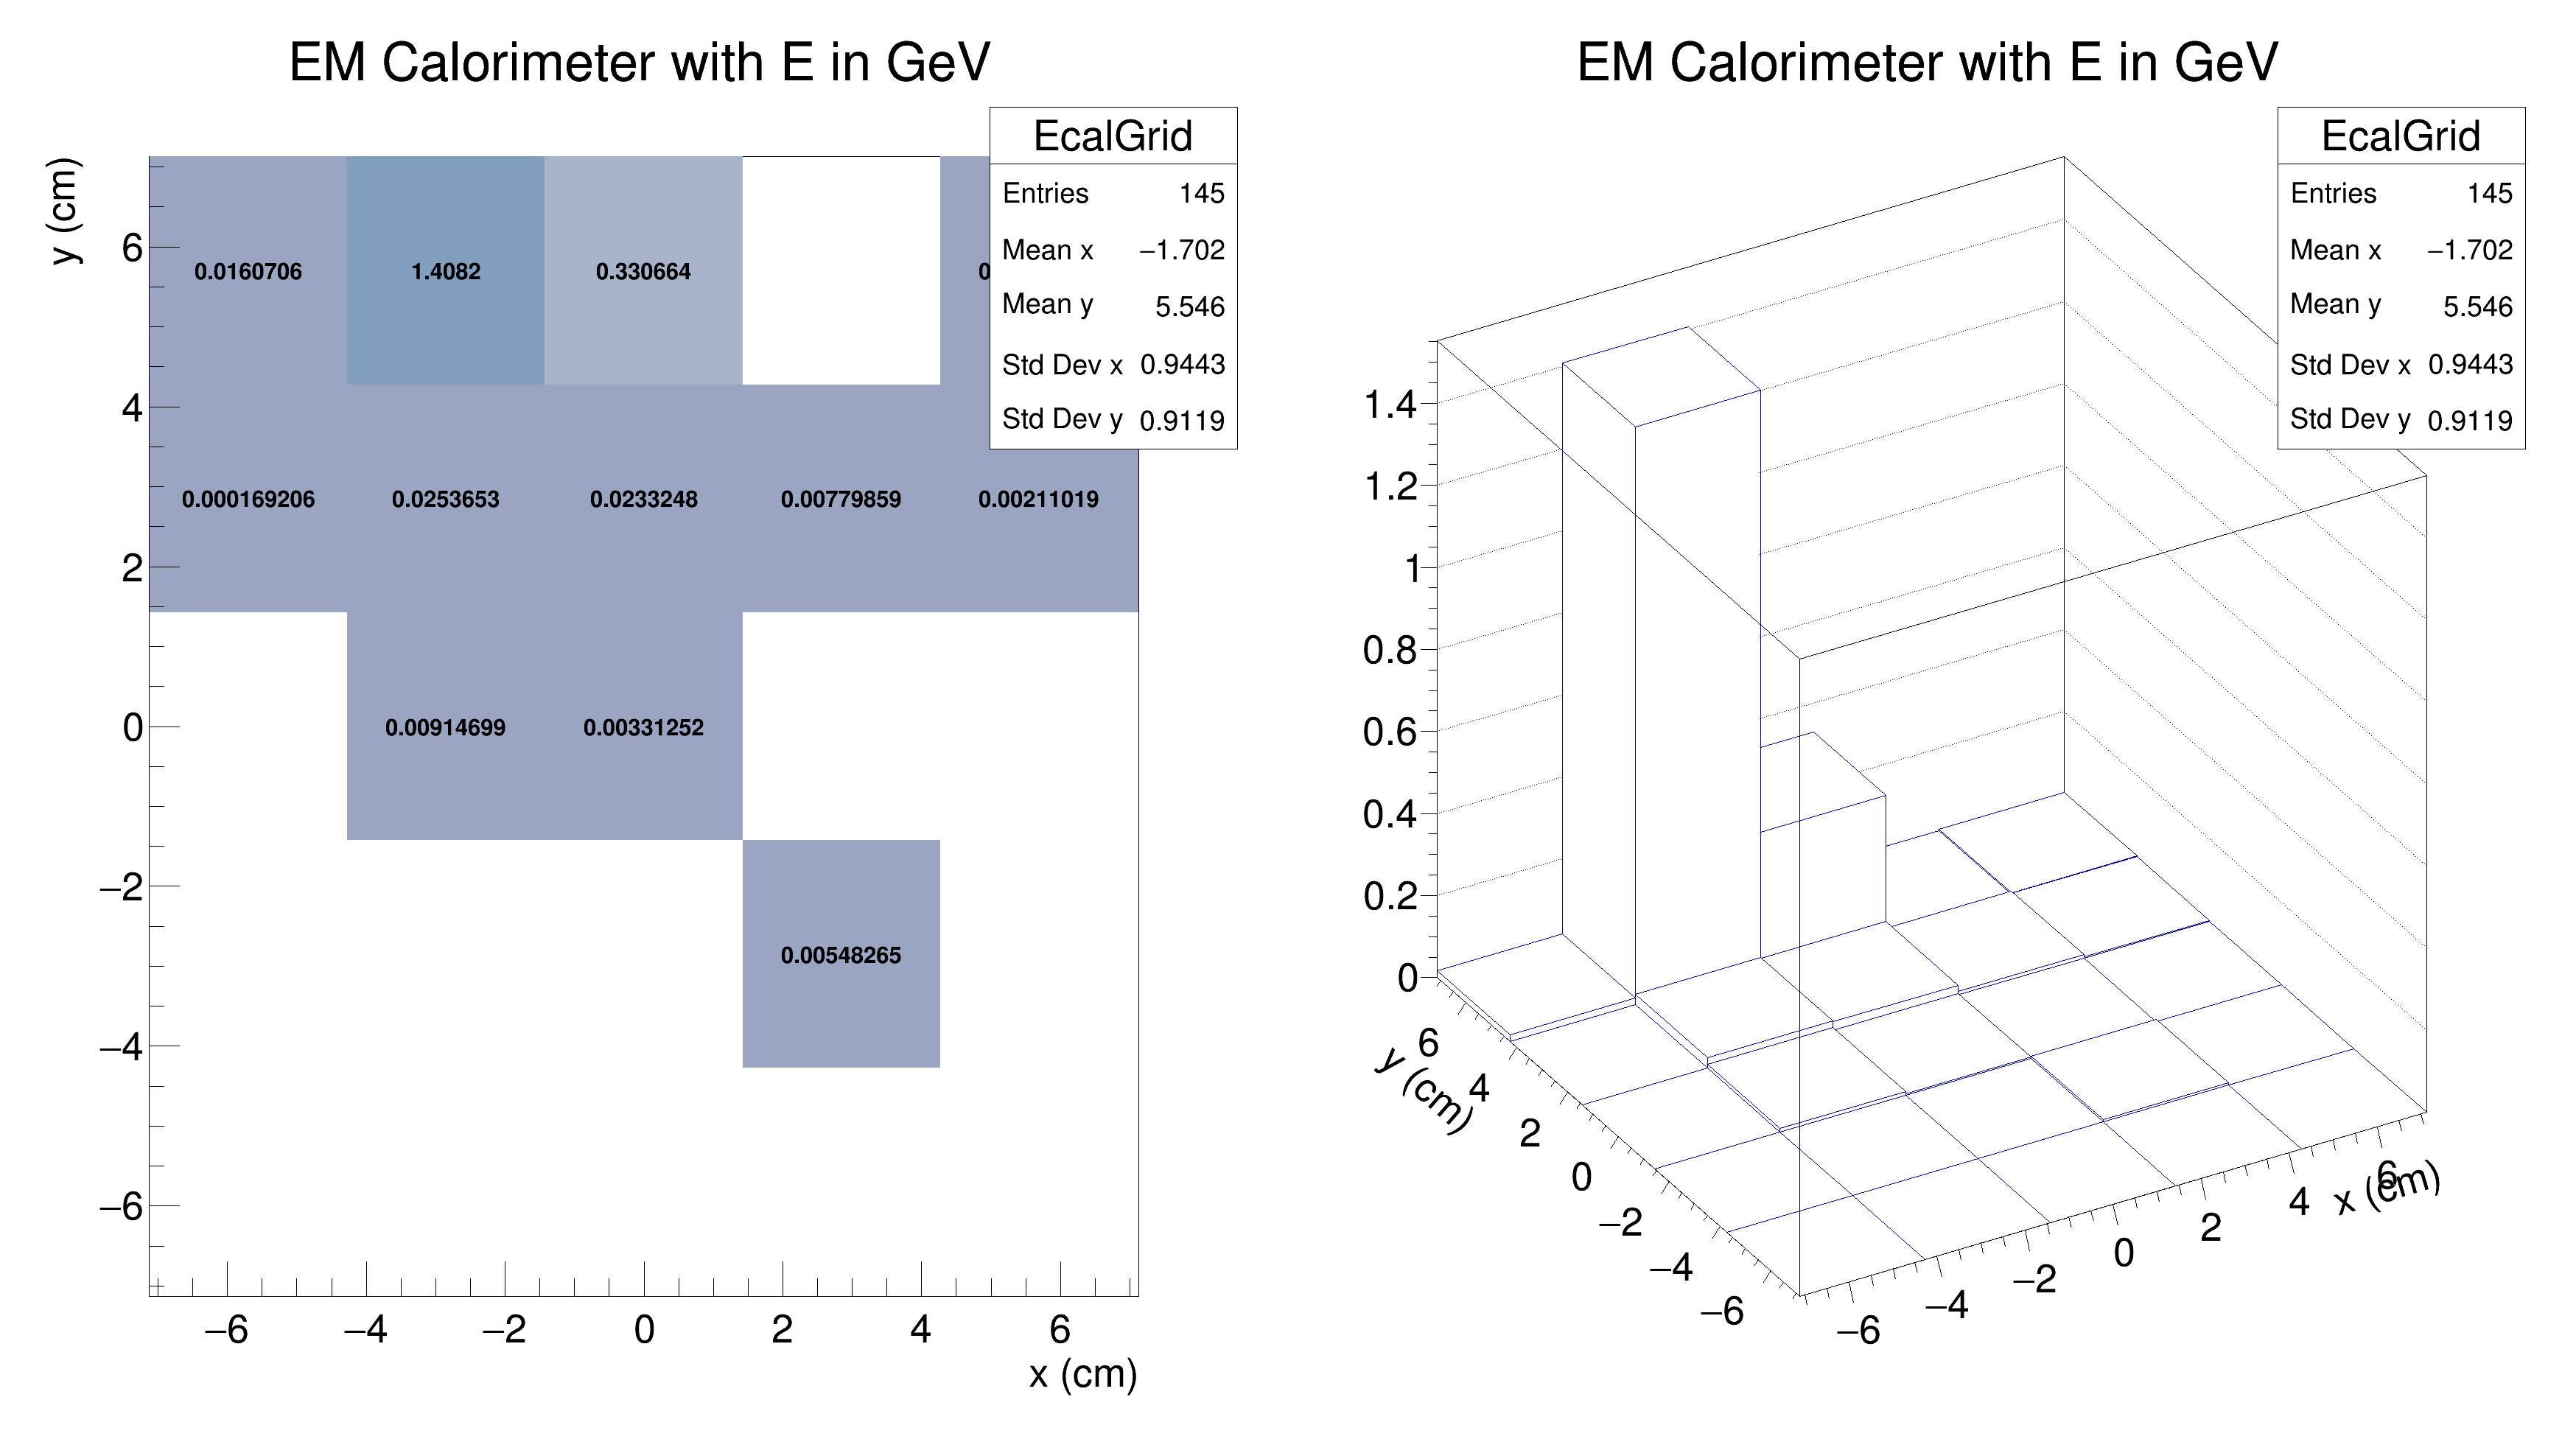 EM Calorimeter with E in GeV
EcalGrid
Entries 145
Mean x −1.702
Mean y 5.546
Std Dev x 0.9443
Std Dev y 0.9119
y (cm)
6
4
2
0
−2
−4
−6
0.0160706 1.4082 0.330664
0.000169206 0.0253653 0.0233248 0.00779859 0.00211019
0.00914699 0.00331252
0.00548265
−6 −4 −2 0 2 4 6
x (cm)
EM Calorimeter with E in GeV
EcalGrid
Entries 145
Mean x −1.702
Mean y 5.546
Std Dev x 0.9443
Std Dev y 0.9119
1.4
1.2
1
0.8
0.6
0.4
0.2
0
6
4
2
0
−2
−4
−6
y (cm)
−6 −4 −2 0 2 4 6
x (cm)